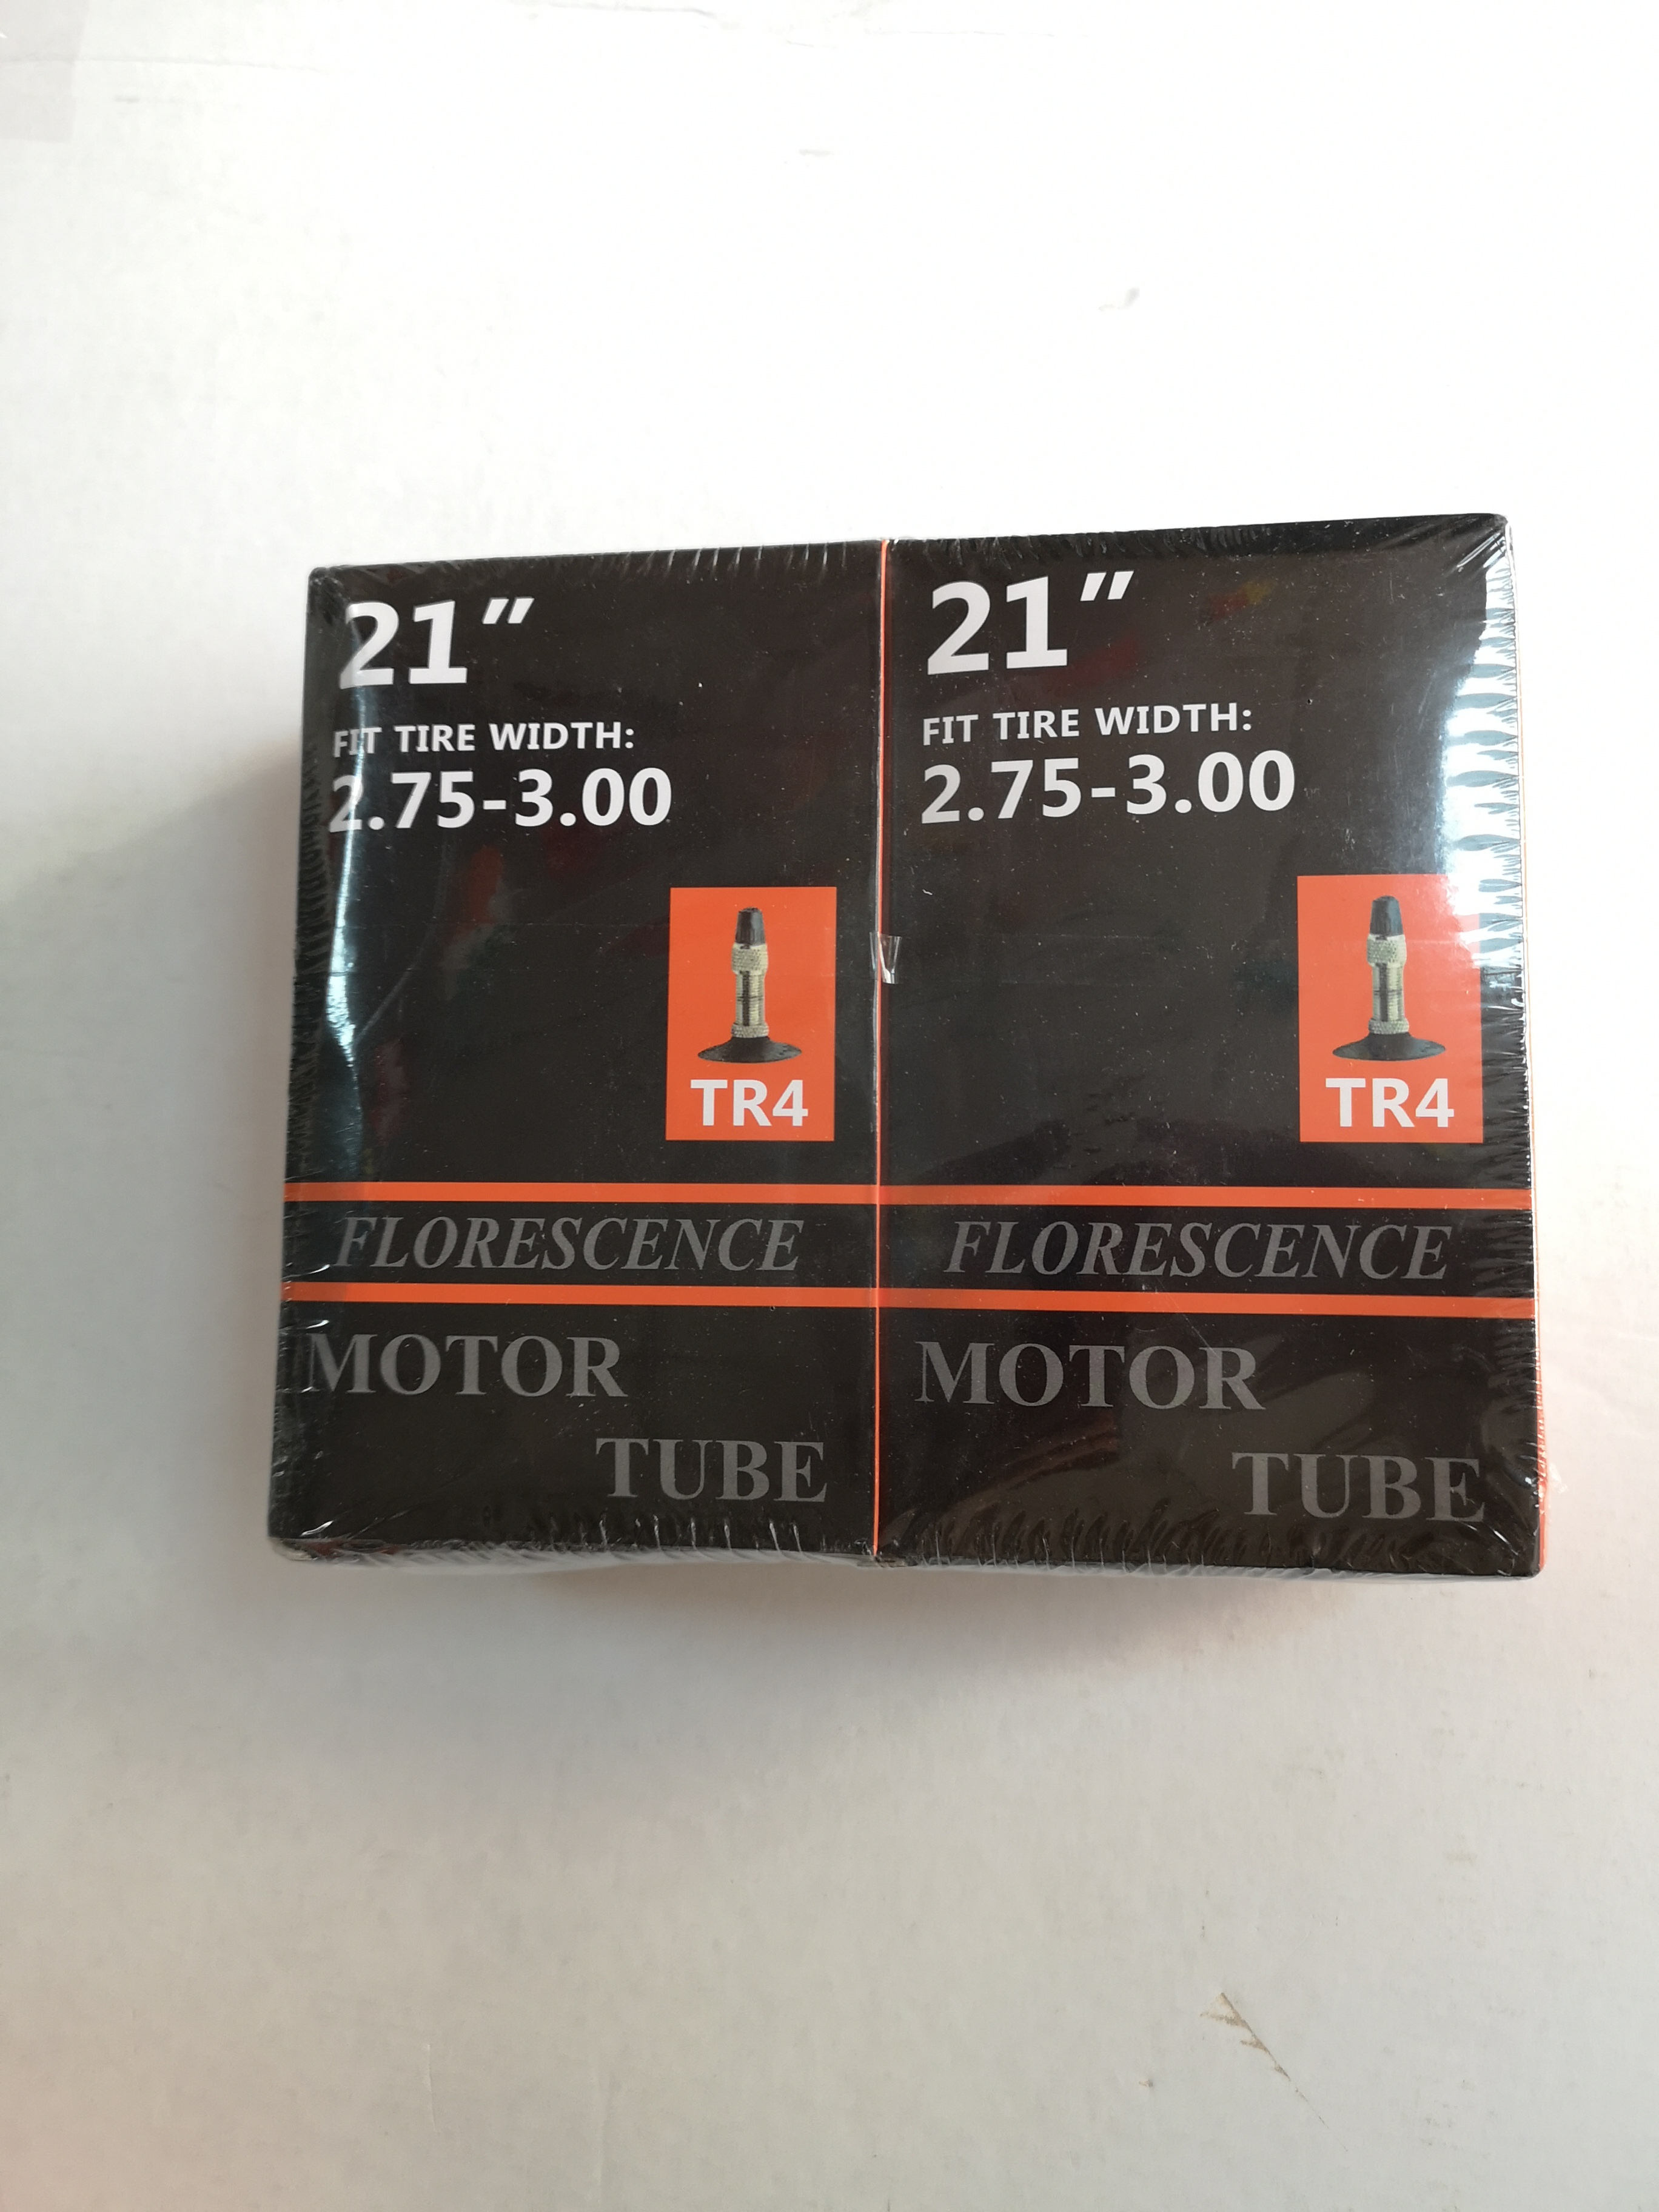 21″
FIT TIRE WIDTH:
2.75-3.00
TR4
FLORESCENCE
MOTOR
TUBE
21″
FIT TIRE WIDTH:
2.75-3.00
TR4
FLORESCENCE
MOTOR
TUBE